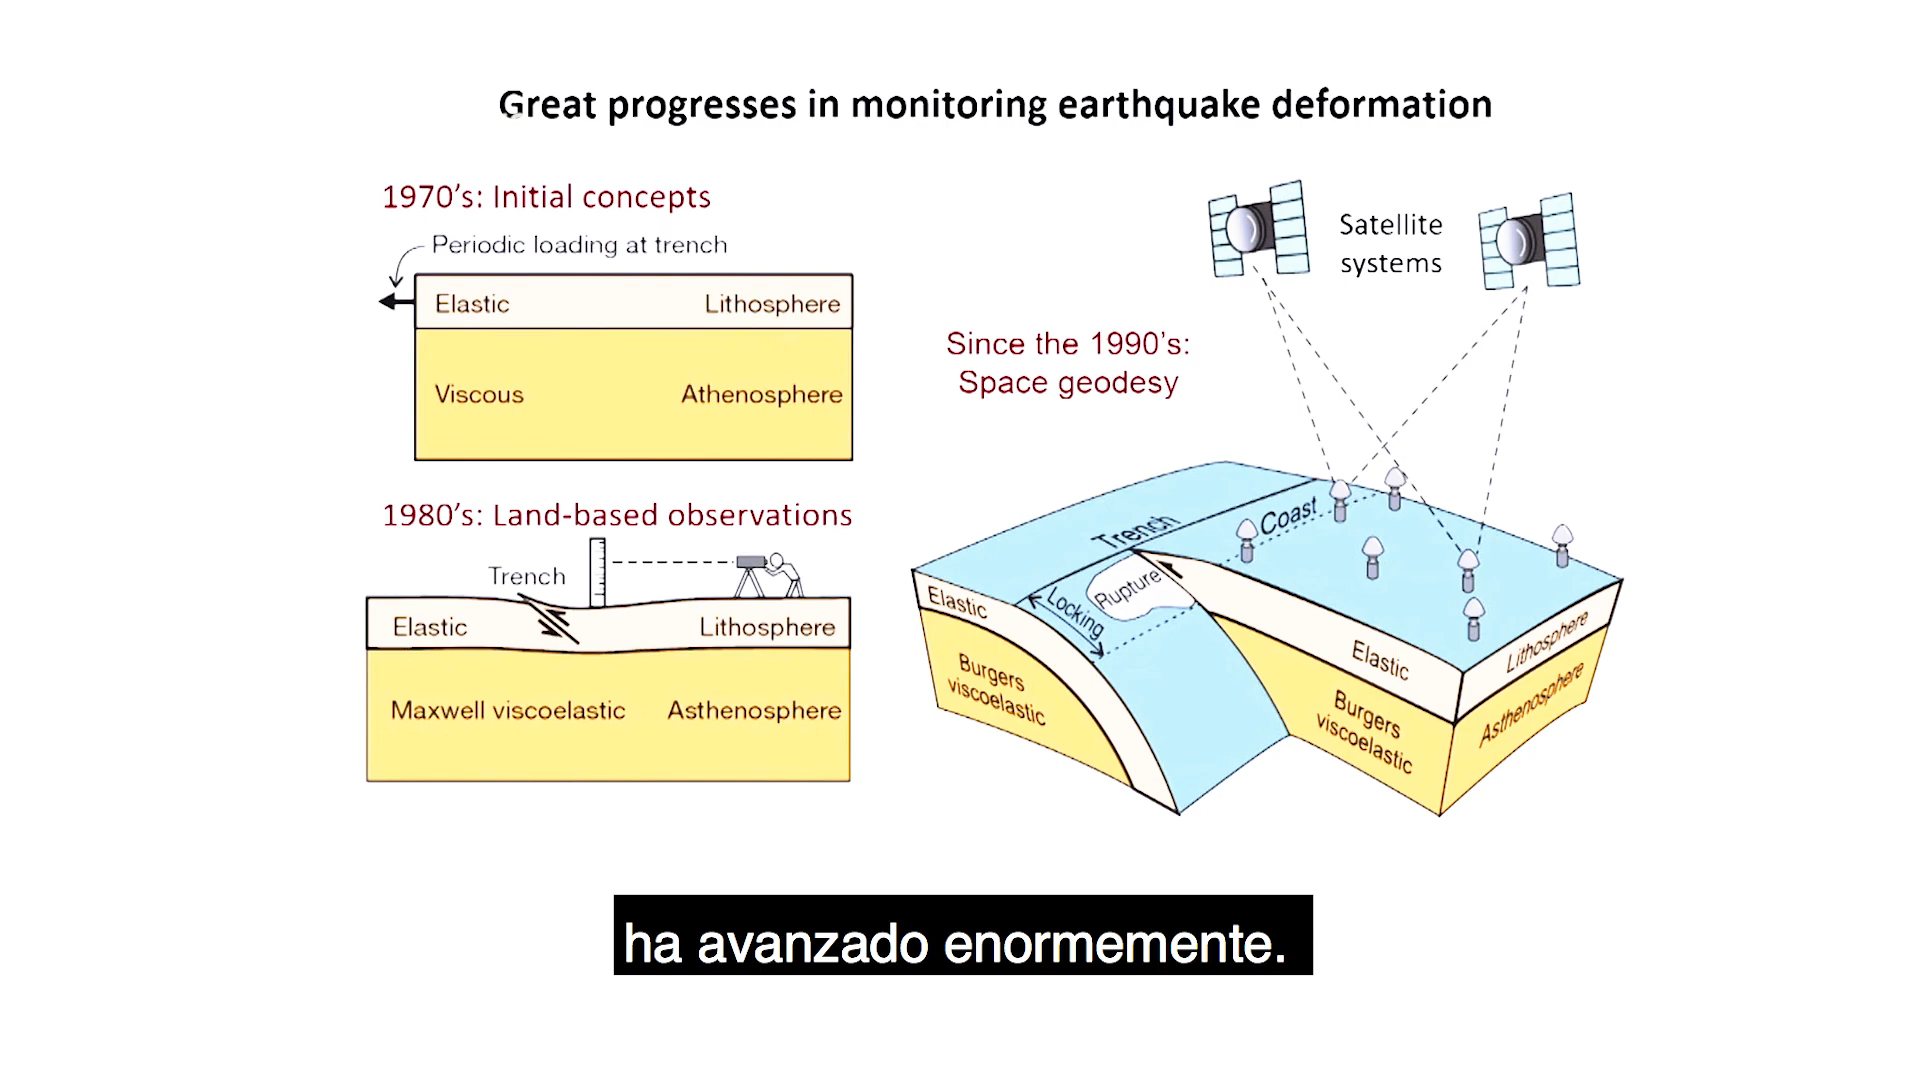 Great progresses in monitoring earthquake deformation
1970's: Initial concepts
Periodic loading at trench
Elastic Lithosphere
Viscous Athenosphere
1980's: Land-based observations
Trench
Elastic Lithosphere
Maxwell viscoelastic Asthenosphere
Satellite
systems
Since the 1990's:
Space geodesy
Trench
Coast
Rupture
Locking
Elastic
Burgers
viscoelastic
Elastic
Burgers
viscoelastic
Lithosphere
Asthenosphere
ha avanzado enormemente.